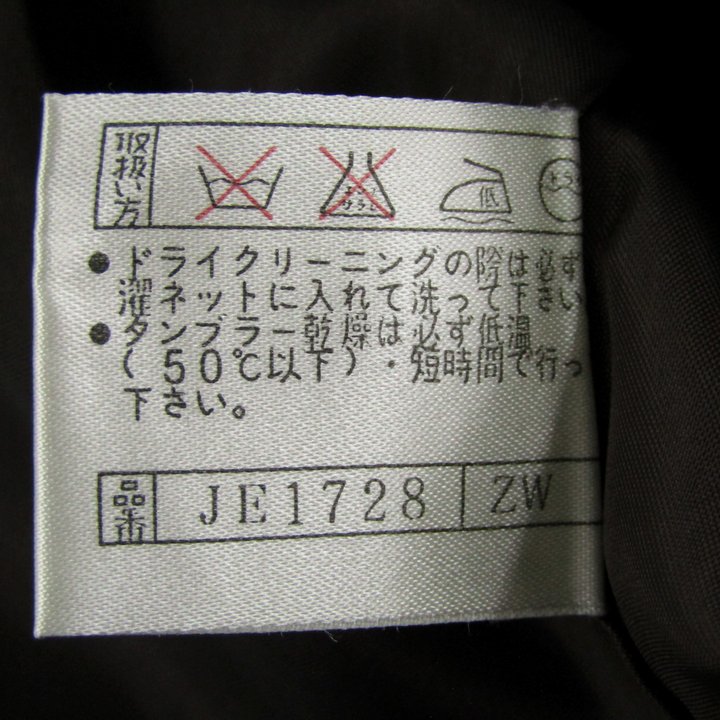 取扱い方
低
●ドライクリーニングの際は必ず
濯ネットに入れて洗って下さい
●タンブラー乾燥は必ず低温
(50℃以下)・短時間で行っ
下さい。
品番 JE1728 ZW